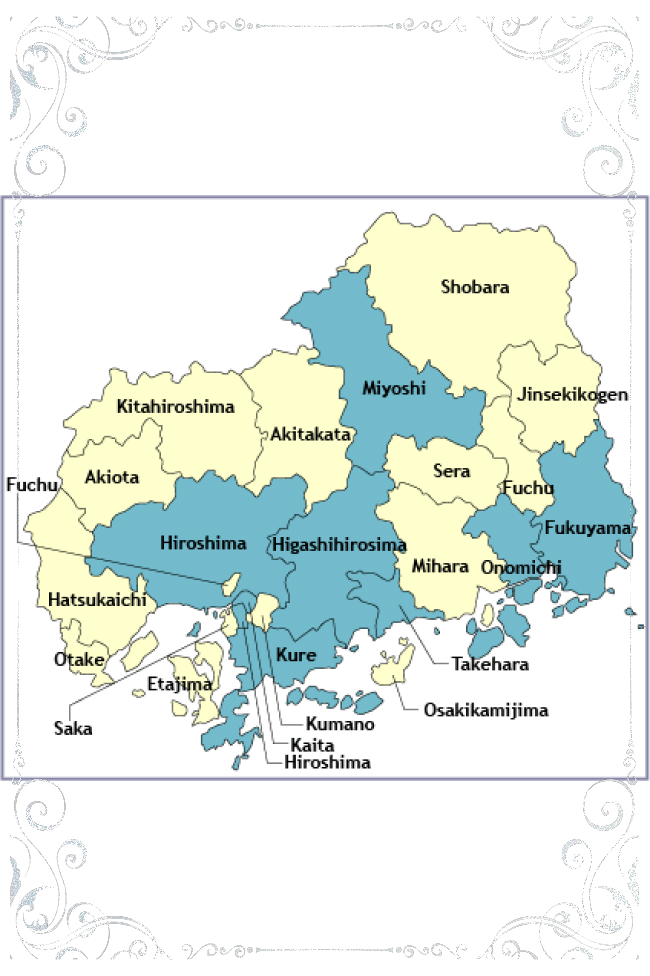 Shobara
Miyoshi
Jinsekikogen
Kitahiroshima
Akitakata
Sera
Akiota
Fuchu
Fuchu
Fukuyama
Hiroshima
Higashihirosima
Mihara
Onomichi
Hatsukaichi
Kure
Otake
Takehara
Etajima
Osakikamijima
Saka
Kumano
Kaita
Hiroshima